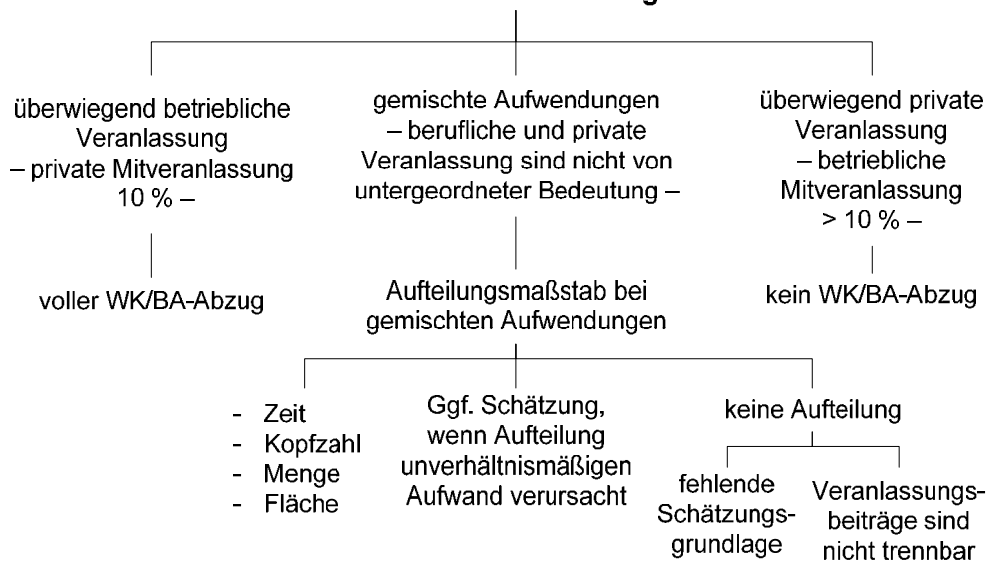 überwiegend betriebliche
Veranlassung
– private Mitveranlassung
10 % –
gemischte Aufwendungen
– berufliche und private
Veranlassung sind nicht von
untergeordneter Bedeutung –
überwiegend private
Veranlassung
– betriebliche
Mitveranlassung
> 10 % –
voller WK/BA-Abzug
Aufteilungsmaßstab bei
gemischten Aufwendungen
kein WK/BA-Abzug
- Zeit
- Kopfzahl
- Menge
- Fläche
Ggf. Schätzung,
wenn Aufteilung
unverhältnismäßigen
Aufwand verursacht
keine Aufteilung
fehlende
Schätzungs-
grundlage
Veranlassungs-
beiträge sind
nicht trennbar